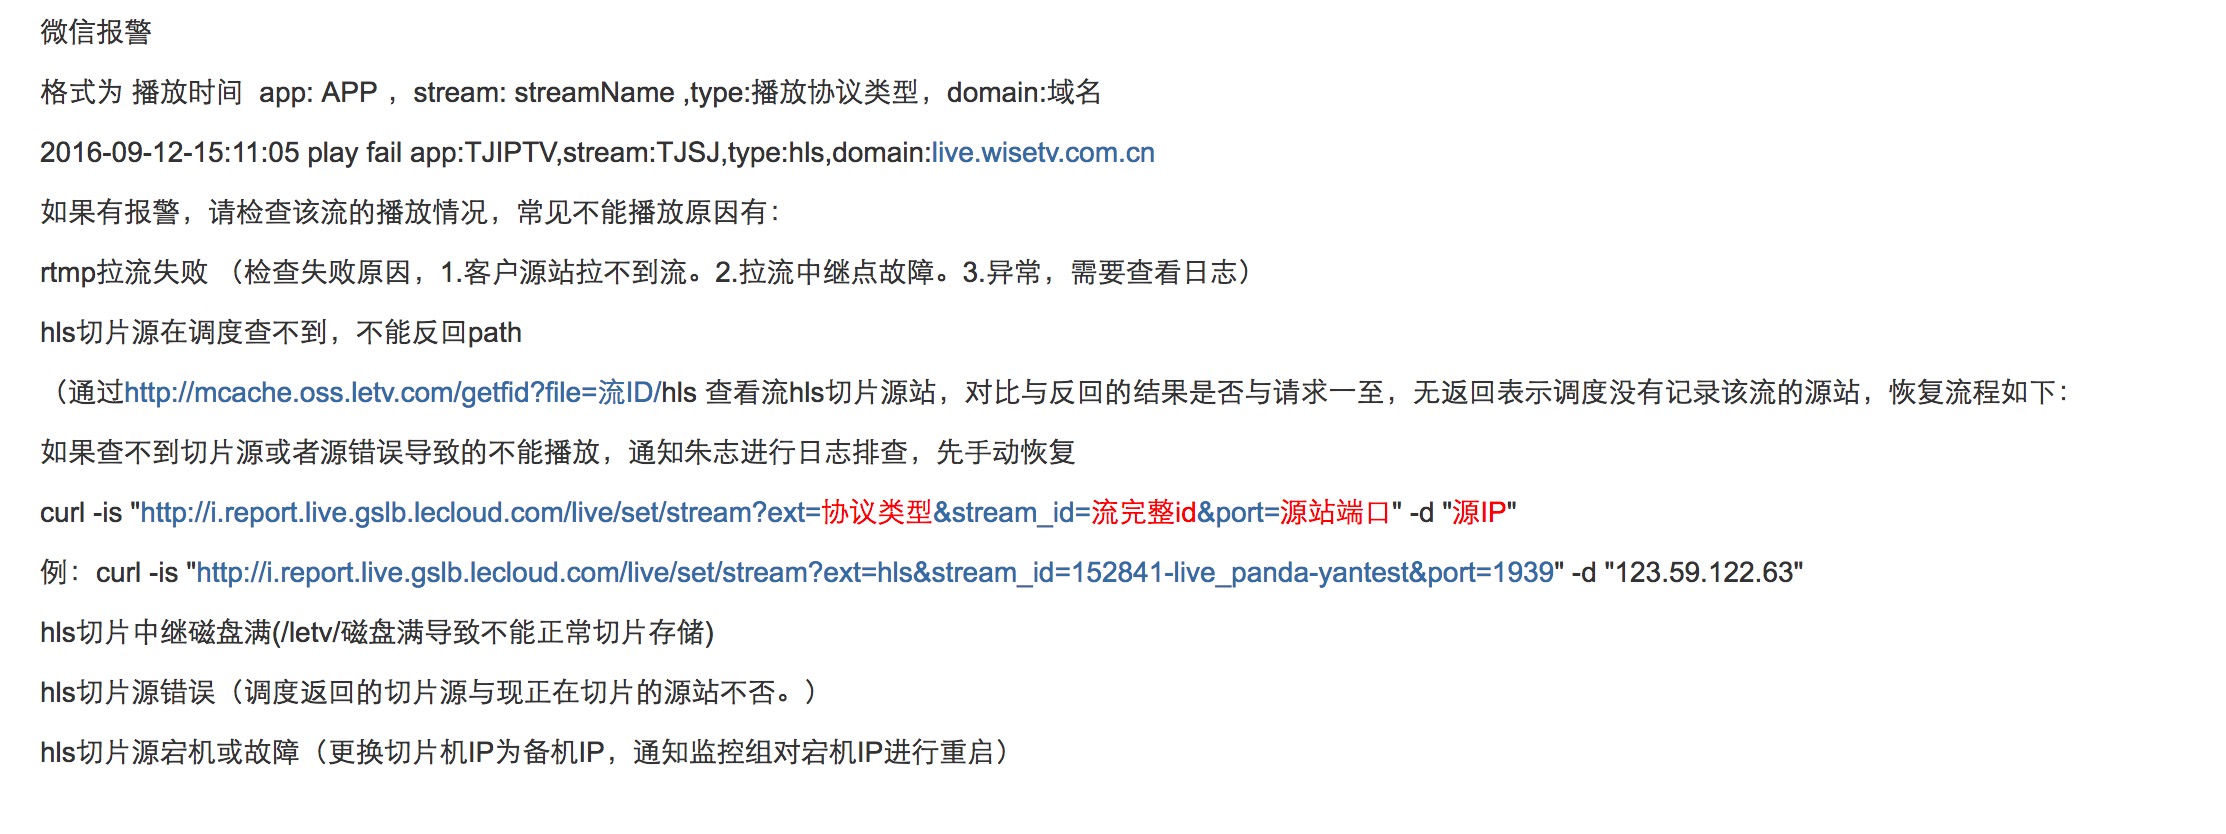 微信报警
格式为 播放时间  app: APP ，stream: streamName ,type:播放协议类型，domain:域名
2016-09-12-15:11:05 play fail app:TJIPTV,stream:TJSJ,type:hls,domain:live.wisetv.com.cn
如果有报警，请检查该流的播放情况，常见不能播放原因有：
rtmp拉流失败 （检查失败原因，1.客户源站拉不到流。2.拉流中继点故障。3.异常，需要查看日志）
hls切片源在调度查不到，不能反回path
（通过http://mcache.oss.letv.com/getfid?file=流ID/hls 查看流hls切片源站，对比与反回的结果是否与请求一至，无返回表示调度没有记录该流的源站，恢复流程如下：
如果查不到切片源或者源错误导致的不能播放，通知朱志进行日志排查，先手动恢复
curl -is "http://i.report.live.gslb.lecloud.com/live/set/stream?ext=协议类型&stream_id=流完整id&port=源站端口" -d "源IP"
例：curl -is "http://i.report.live.gslb.lecloud.com/live/set/stream?ext=hls&stream_id=152841-live_panda-yantest&port=1939" -d "123.59.122.63"
hls切片中继磁盘满(/letv/磁盘满导致不能正常切片存储)
hls切片源错误（调度返回的切片源与现正在切片的源站不否。）
hls切片源宕机或故障（更换切片机IP为备机IP，通知监控组对宕机IP进行重启）